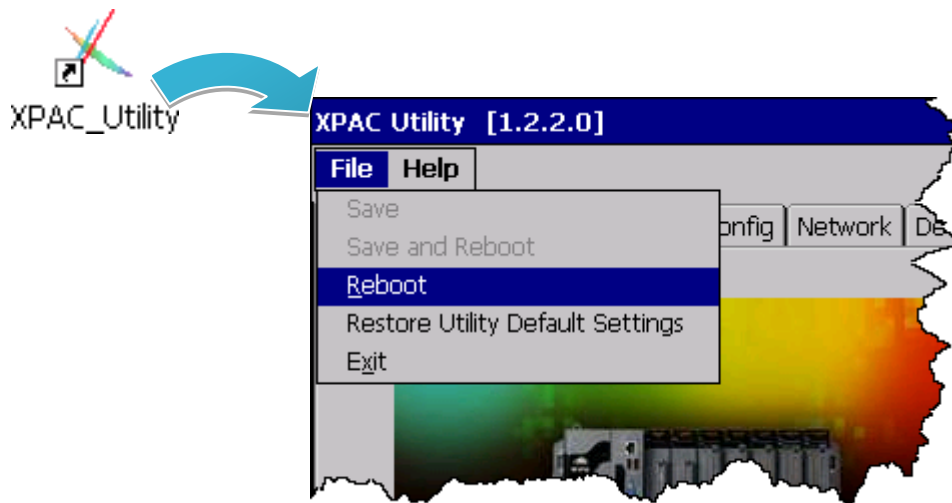 XPAC_Utility
XPAC Utility [1.2.2.0]
File Help
Save
Save and Reboot
Reboot
Restore Utility Default Settings
Exit
Network